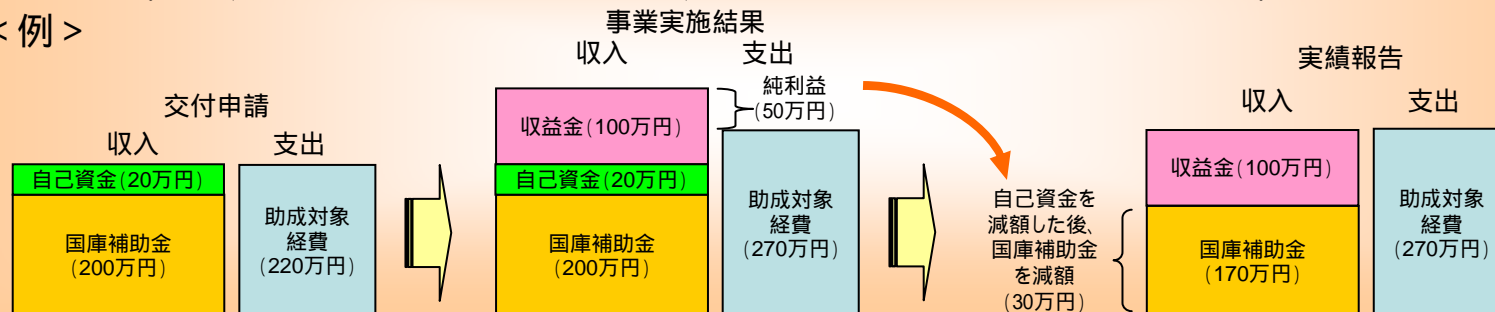 ＜例＞
交付申請
収入
支出
自己資金（20万円）
国庫補助金
（200万円）
助成対象
経費
（220万円）
事業実施結果
収入
支出
収益金（100万円）
自己資金（20万円）
国庫補助金
（200万円）
純利益
（50万円）
助成対象
経費
（270万円）
自己資金を
減額した後、
国庫補助金
を減額
（30万円）
実績報告
収入
支出
収益金（100万円）
国庫補助金
（170万円）
助成対象
経費
（270万円）